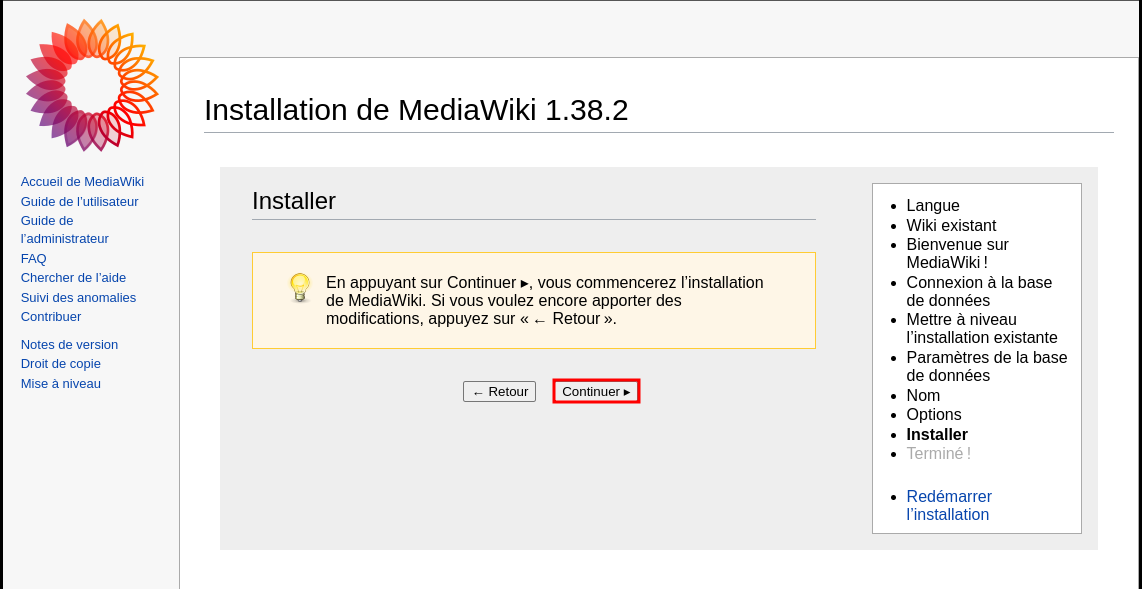 Installation de MediaWiki 1.38.2
Accueil de MediaWiki
Guide de l’utilisateur
Guide de
l’administrateur
FAQ
Chercher de l’aide
Suivi des anomalies
Contribuer
Notes de version
Droit de copie
Mise à niveau
Installer
En appuyant sur Continuer ▸, vous commencerez l’installation
de MediaWiki. Si vous voulez encore apporter des
modifications, appuyez sur « ← Retour ».
← Retour
Continuer ▸
Langue
Wiki existant
Bienvenue sur
MediaWiki !
Connexion à la base
de données
Mettre à niveau
l’installation existante
Paramètres de la base
de données
Nom
Options
Installer
Terminé !
Redémarrer
l’installation